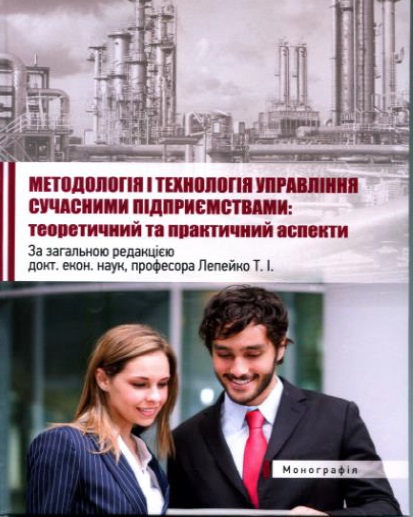 МЕТОДОЛОГІЯ І ТЕХНОЛОГІЯ УПРАВЛІННЯ
СУЧАСНИМИ ПІДПРИЄМСТВАМИ:
теоретичний та практичний аспекти
За загальною редакцією
докт. екон. наук, професора Лепейко Т. І.
Монографія